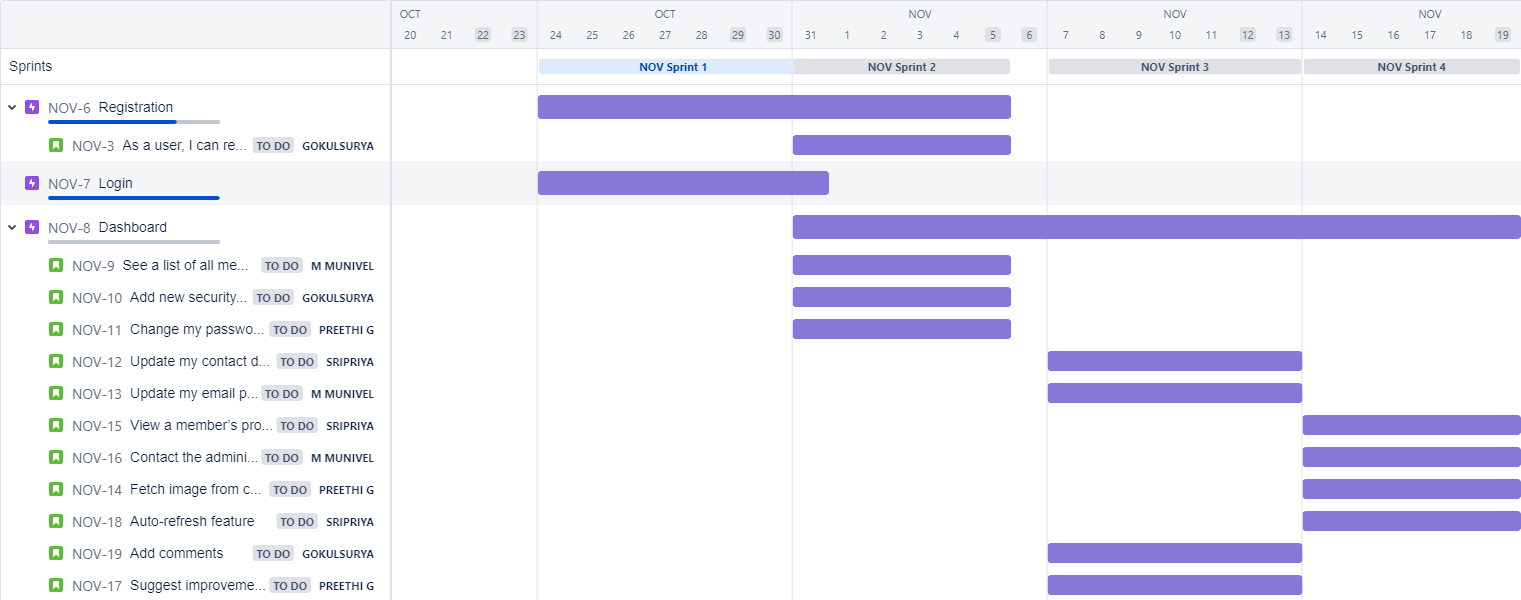 OCT OCT NOV NOV NOV
20 21 22 23 24 25 26 27 28 29 30 31 1 2 3 4 5 6 7 8 9 10 11 12 13 14 15 16 17 18 19
Sprints NOV Sprint 1 NOV Sprint 2 NOV Sprint 3 NOV Sprint 4
NOV-6 Registration
NOV-3 As a user, I can re... TO DO GOKULSURYA
NOV-7 Login
NOV-8 Dashboard
NOV-9 See a list of all me... TO DO M MUNIVEL
NOV-10 Add new security... TO DO GOKULSURYA
NOV-11 Change my passwo... TO DO PREETHI G
NOV-12 Update my contact d... TO DO SRIPRIYA
NOV-13 Update my email p... TO DO M MUNIVEL
NOV-15 View a member's pro... TO DO SRIPRIYA
NOV-16 Contact the admini... TO DO M MUNIVEL
NOV-14 Fetch image from c... TO DO PREETHI G
NOV-18 Auto-refresh feature TO DO SRIPRIYA
NOV-19 Add comments TO DO GOKULSURYA
NOV-17 Suggest improveme... TO DO PREETHI G